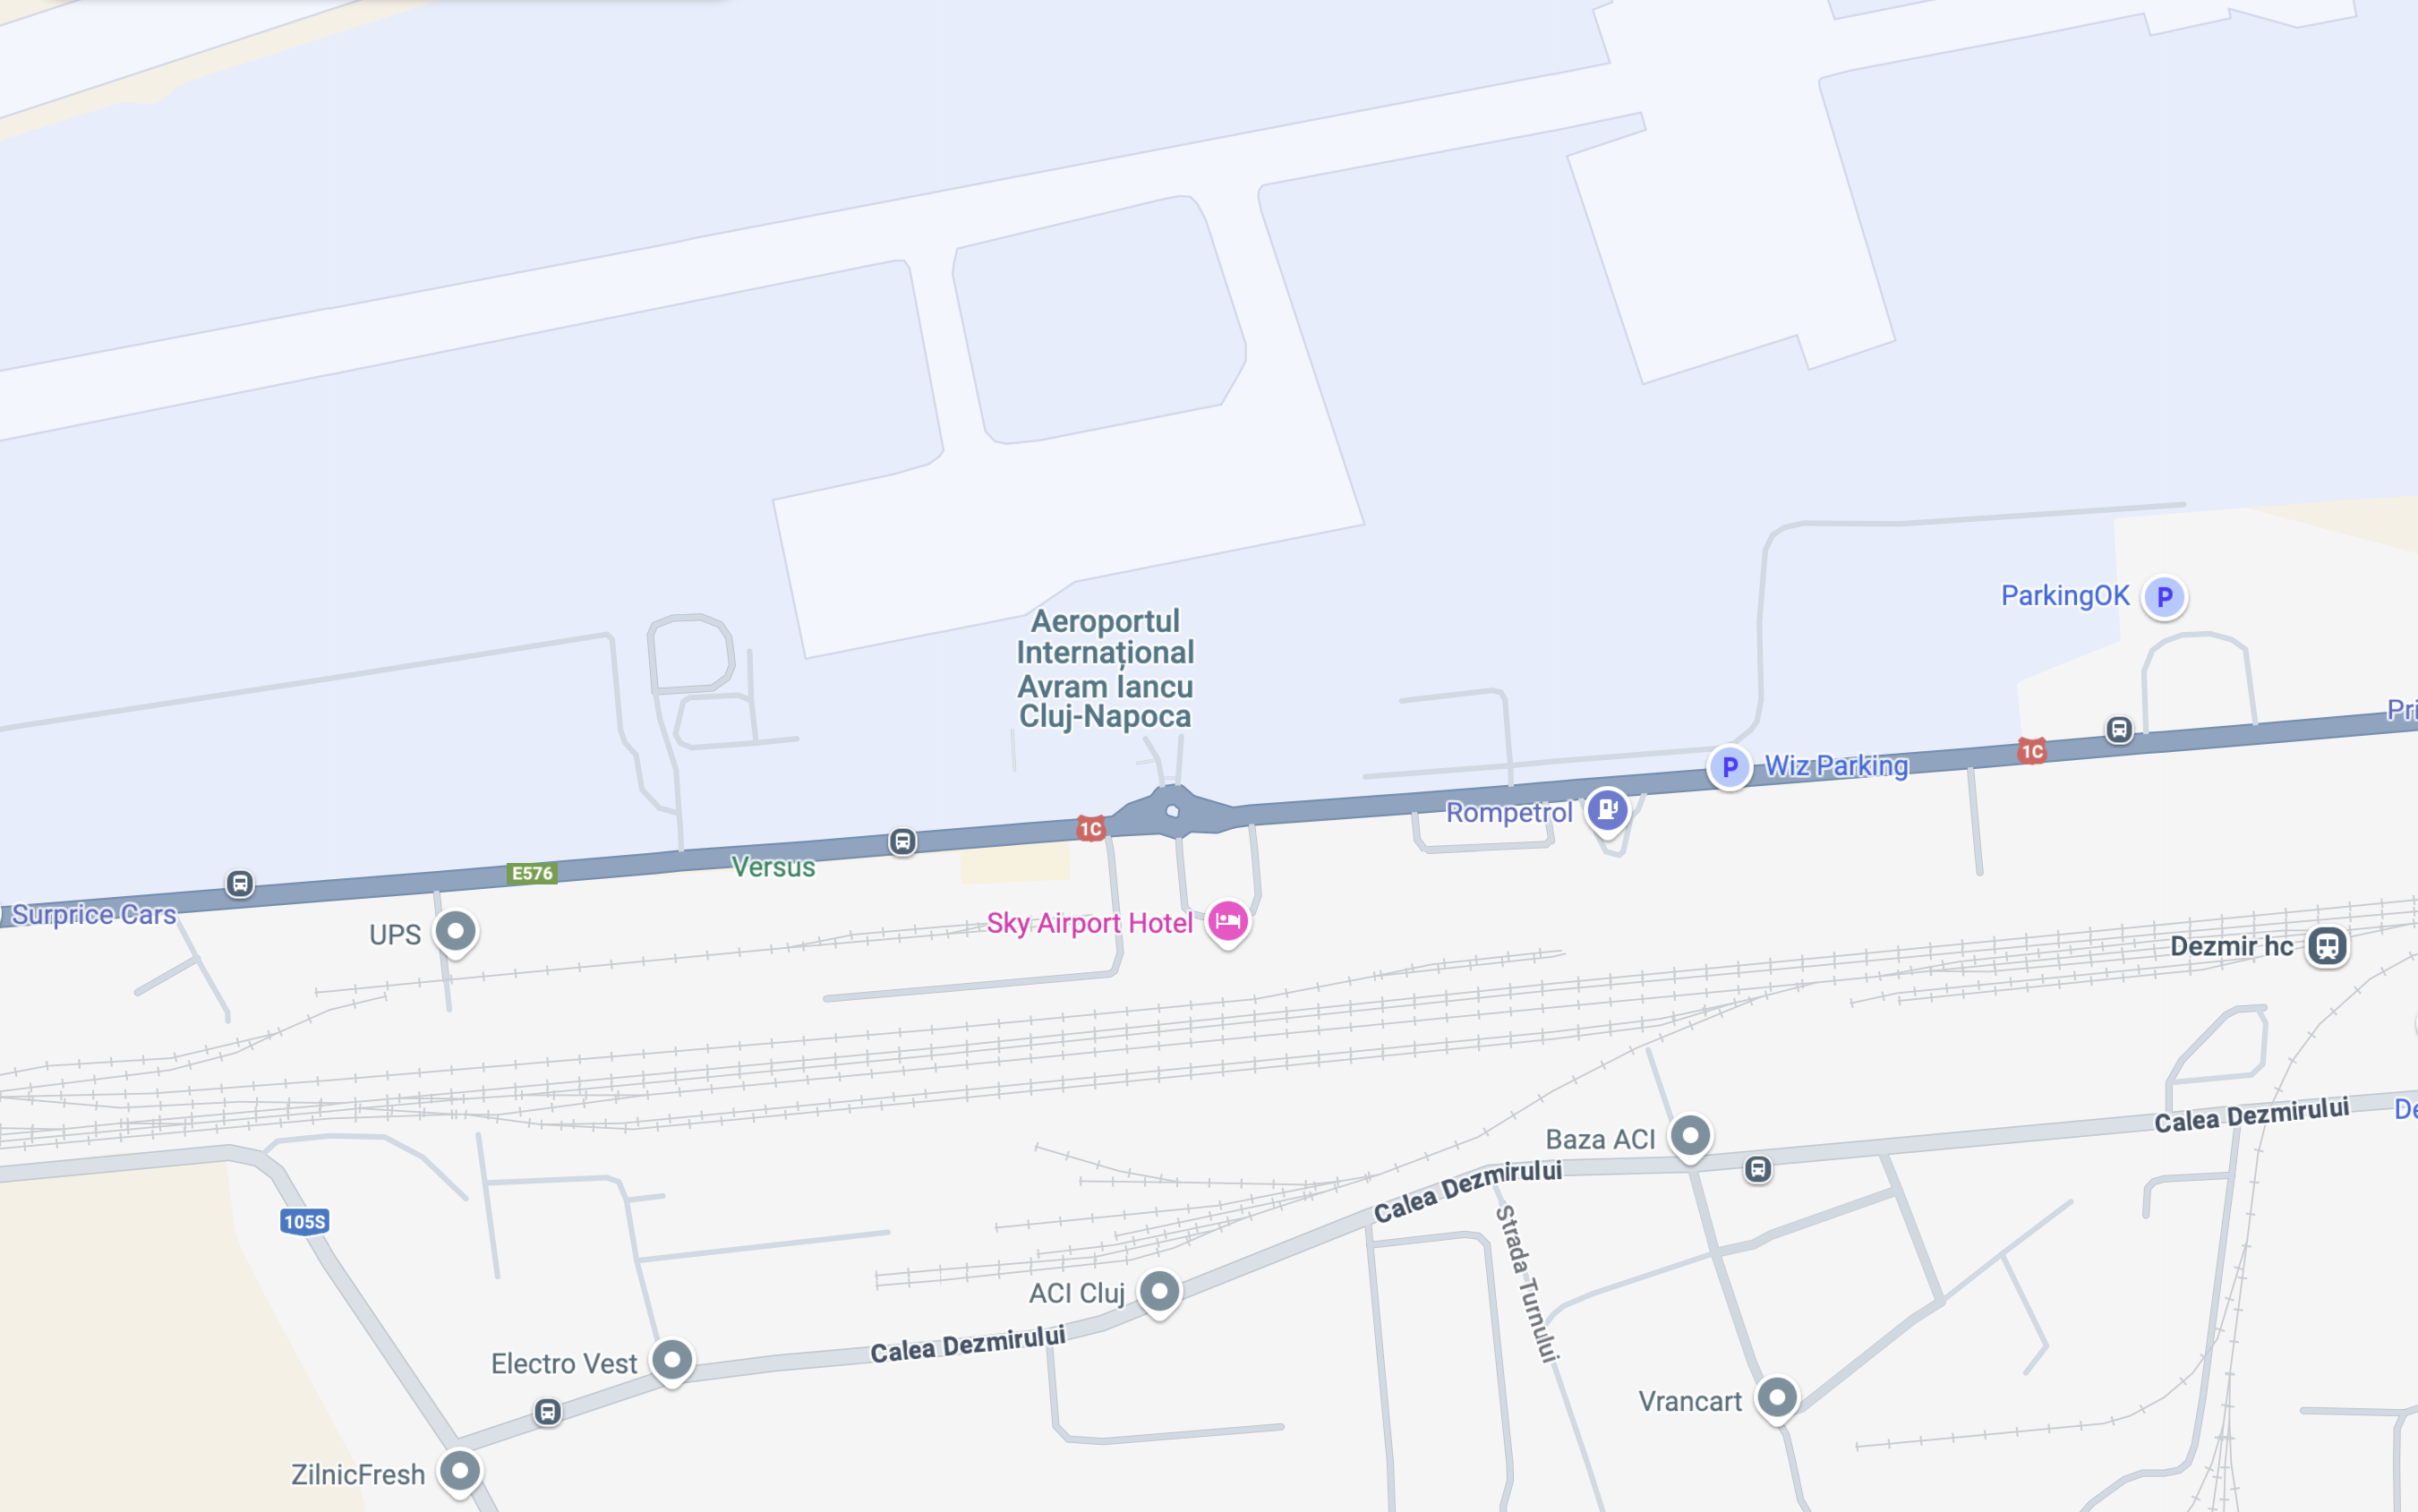 ParkingOK
P
Aeroportul
Internațional
Avram Iancu
Cluj-Napoca
Pri
1C
P
Wiz Parking
Rompetrol
1C
Versus
E576
Surprice Cars
UPS
Sky Airport Hotel
Dezmir hc
Calea Dezmirului
De
Baza ACI
Calea Dezmirului
105S
Strada Turnului
ACI Cluj
Calea Dezmirului
Electro Vest
Vrancart
ZilnicFresh